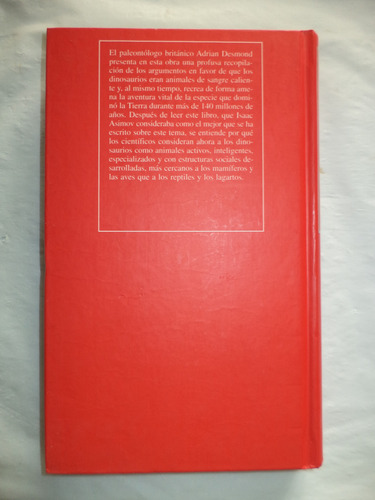 El paleontólogo británico Adrian Desmond
presenta en esta obra una profusa recopila-
ción de los argumentos en favor de que los
dinosaurios eran animales de sangre calien-
te y, al mismo tiempo, recrea de forma ame-
na la aventura vital de la especie que domi-
nó la Tierra durante más de 140 millones de
años. Después de leer este libro, que Isaac
Asimov consideraba como el mejor que se ha
escrito sobre este tema, se entiende por qué
los científicos consideran ahora a los dino-
saurios como animales activos, inteligentes,
especializados y con estructuras sociales de-
sarrolladas, más cercanos a los mamíferos y
las aves que a los reptiles y los lagartos.